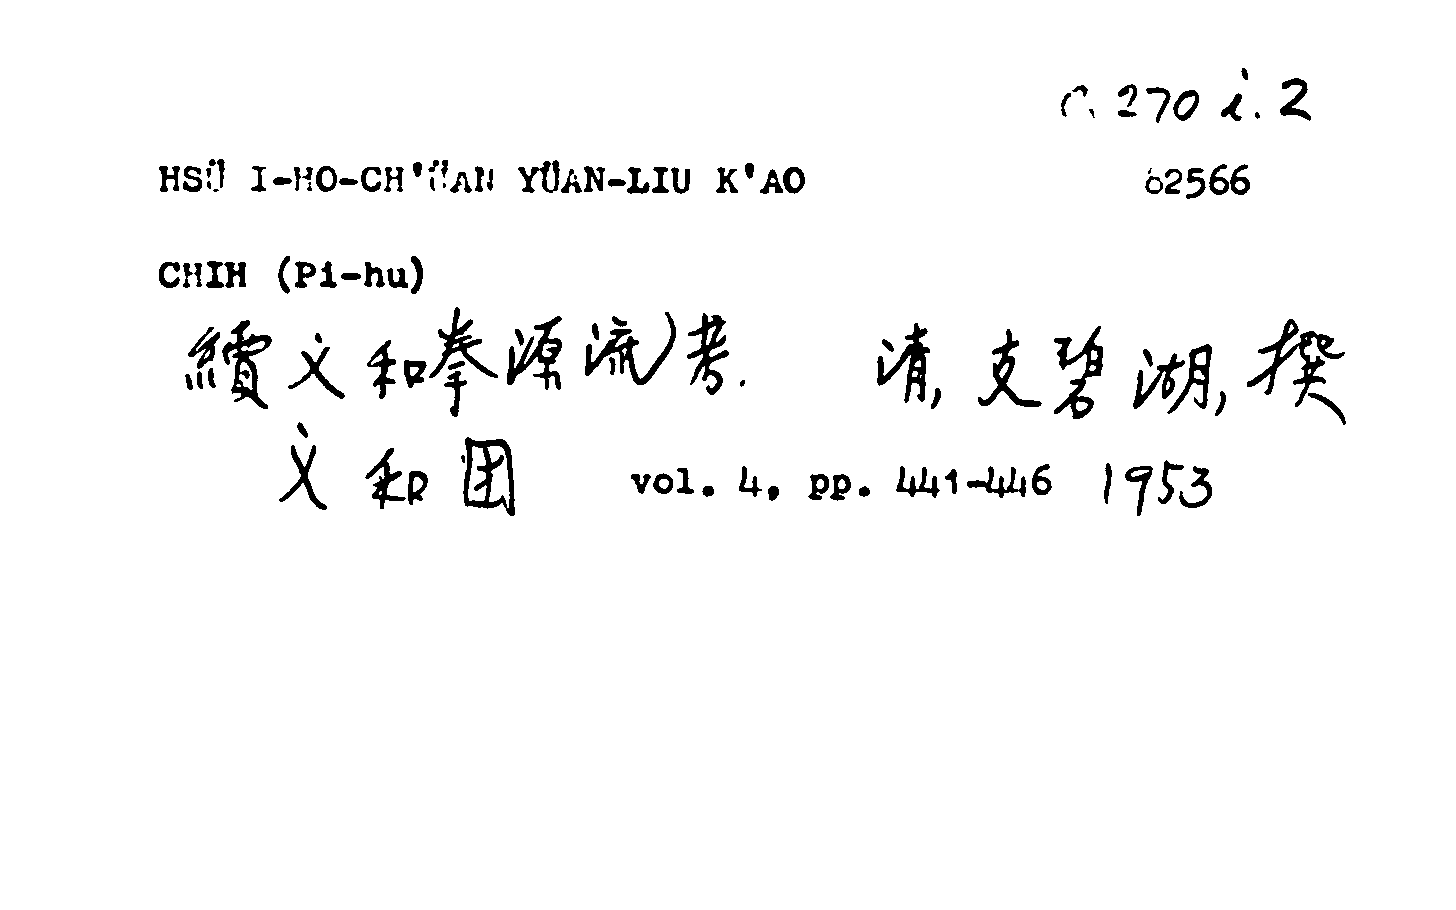 C. 270 i. 2
HSÜ I-HO-CH'ÜAN YÜAN-LIU K'AO 62566
CHIH (Pi-hu)
續义和拳源流考. 清, 支碧湖, 撰
义和团 vol. 4, pp. 441-446 1953